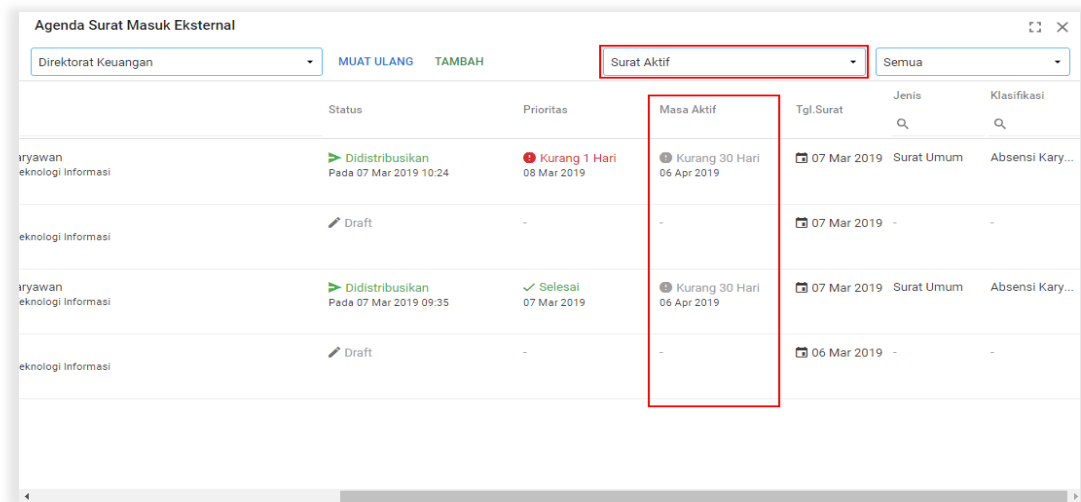 Agenda Surat Masuk Eksternal
Direktorat Keuangan MUAT ULANG TAMBAH Surat Aktif Semua
Status Prioritas Masa Aktif Tgl.Surat Jenis Klasifikasi
aryawan Didistribusikan Kurang 1 Hari Kurang 30 Hari 07 Mar 2019 Surat Umum Absensi Kary...
eknologi Informasi Pada 07 Mar 2019 10:24 08 Mar 2019 06 Apr 2019
Draft - - 07 Mar 2019 - -
eknologi Informasi
aryawan Didistribusikan Selesai Kurang 30 Hari 07 Mar 2019 Surat Umum Absensi Kary...
eknologi Informasi Pada 07 Mar 2019 09:35 07 Mar 2019 06 Apr 2019
Draft - - 06 Mar 2019 - -
eknologi Informasi